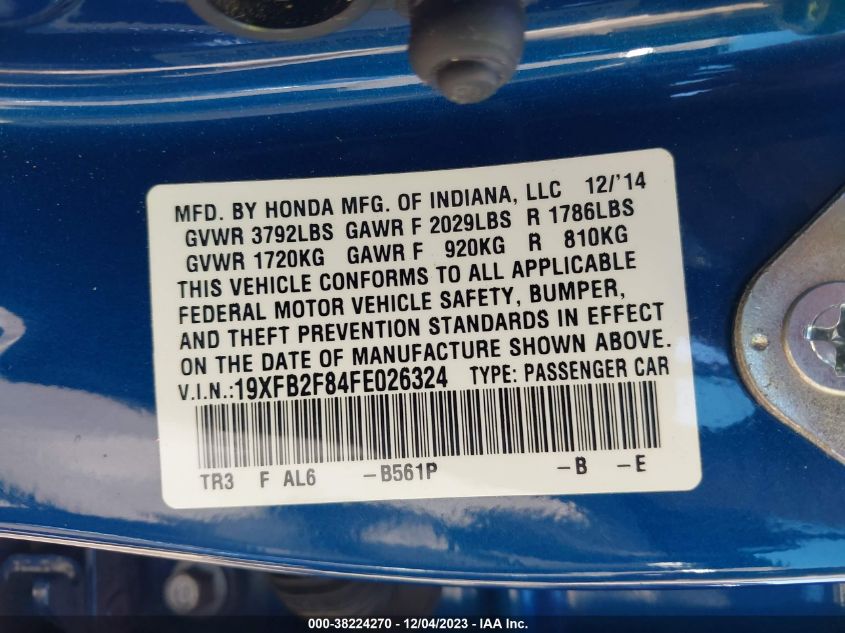 MFD. BY HONDA MFG. OF INDIANA, LLC 12/'14
GVWR 3792LBS GAWR F 2029LBS R 1786LBS
GVWR 1720KG GAWR F 920KG R 810KG
THIS VEHICLE CONFORMS TO ALL APPLICABLE
FEDERAL MOTOR VEHICLE SAFETY, BUMPER,
AND THEFT PREVENTION STANDARDS IN EFFECT
ON THE DATE OF MANUFACTURE SHOWN ABOVE.
V.I.N.:19XFB2F84FE026324 TYPE: PASSENGER CAR
TR3 F AL6 -B561P -B -E
000-38224270 - 12/04/2023 - IAA Inc.